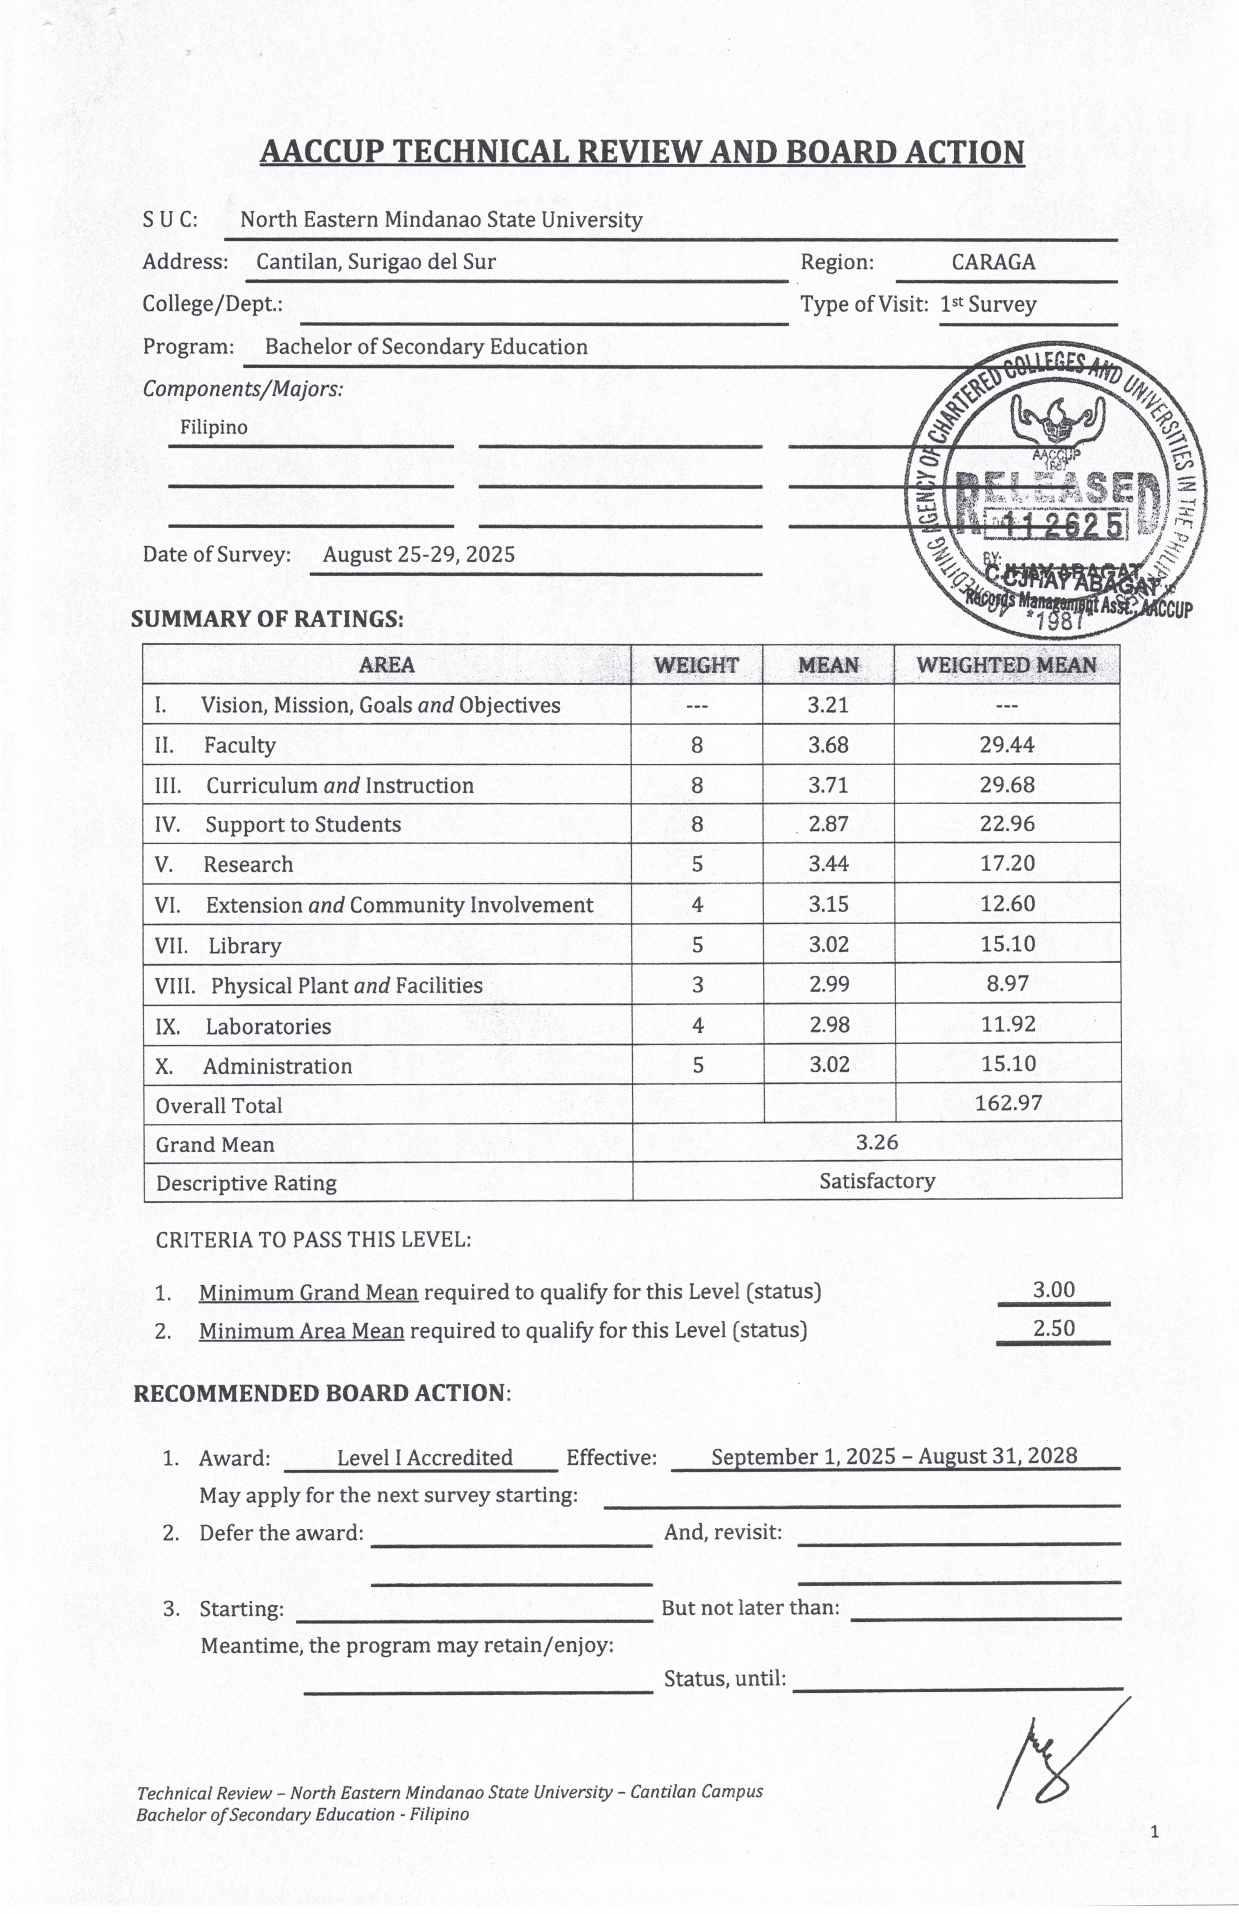 AACCUP TECHNICAL REVIEW AND BOARD ACTION
S U C: North Eastern Mindanao State University
Address: Cantilan, Surigao del Sur Region: CARAGA
College/Dept.: Type of Visit: 1st Survey
Program: Bachelor of Secondary Education
Components/Majors:
Filipino
ACCREDITING AGENCY OF CHARTERED COLLEGES AND UNIVERSITIES IN THE PHILIPPINES
AACCUP
1987
RELEASED
112625
BY:
CJHAY ABAGAT
Records Management Asst., AACCUP
*1987*
Date of Survey: August 25-29, 2025
SUMMARY OF RATINGS:
AREA WEIGHT MEAN WEIGHTED MEAN
I. Vision, Mission, Goals and Objectives --- 3.21 ---
II. Faculty 8 3.68 29.44
III. Curriculum and Instruction 8 3.71 29.68
IV. Support to Students 8 2.87 22.96
V. Research 5 3.44 17.20
VI. Extension and Community Involvement 4 3.15 12.60
VII. Library 5 3.02 15.10
VIII. Physical Plant and Facilities 3 2.99 8.97
IX. Laboratories 4 2.98 11.92
X. Administration 5 3.02 15.10
Overall Total 162.97
Grand Mean 3.26
Descriptive Rating Satisfactory
CRITERIA TO PASS THIS LEVEL:
1. Minimum Grand Mean required to qualify for this Level (status) 3.00
2. Minimum Area Mean required to qualify for this Level (status) 2.50
RECOMMENDED BOARD ACTION:
1. Award: Level I Accredited Effective: September 1, 2025 – August 31, 2028
May apply for the next survey starting:
2. Defer the award: And, revisit:
3. Starting: But not later than:
Meantime, the program may retain/enjoy:
Status, until:
Technical Review – North Eastern Mindanao State University – Cantilan Campus
Bachelor of Secondary Education - Filipino
1